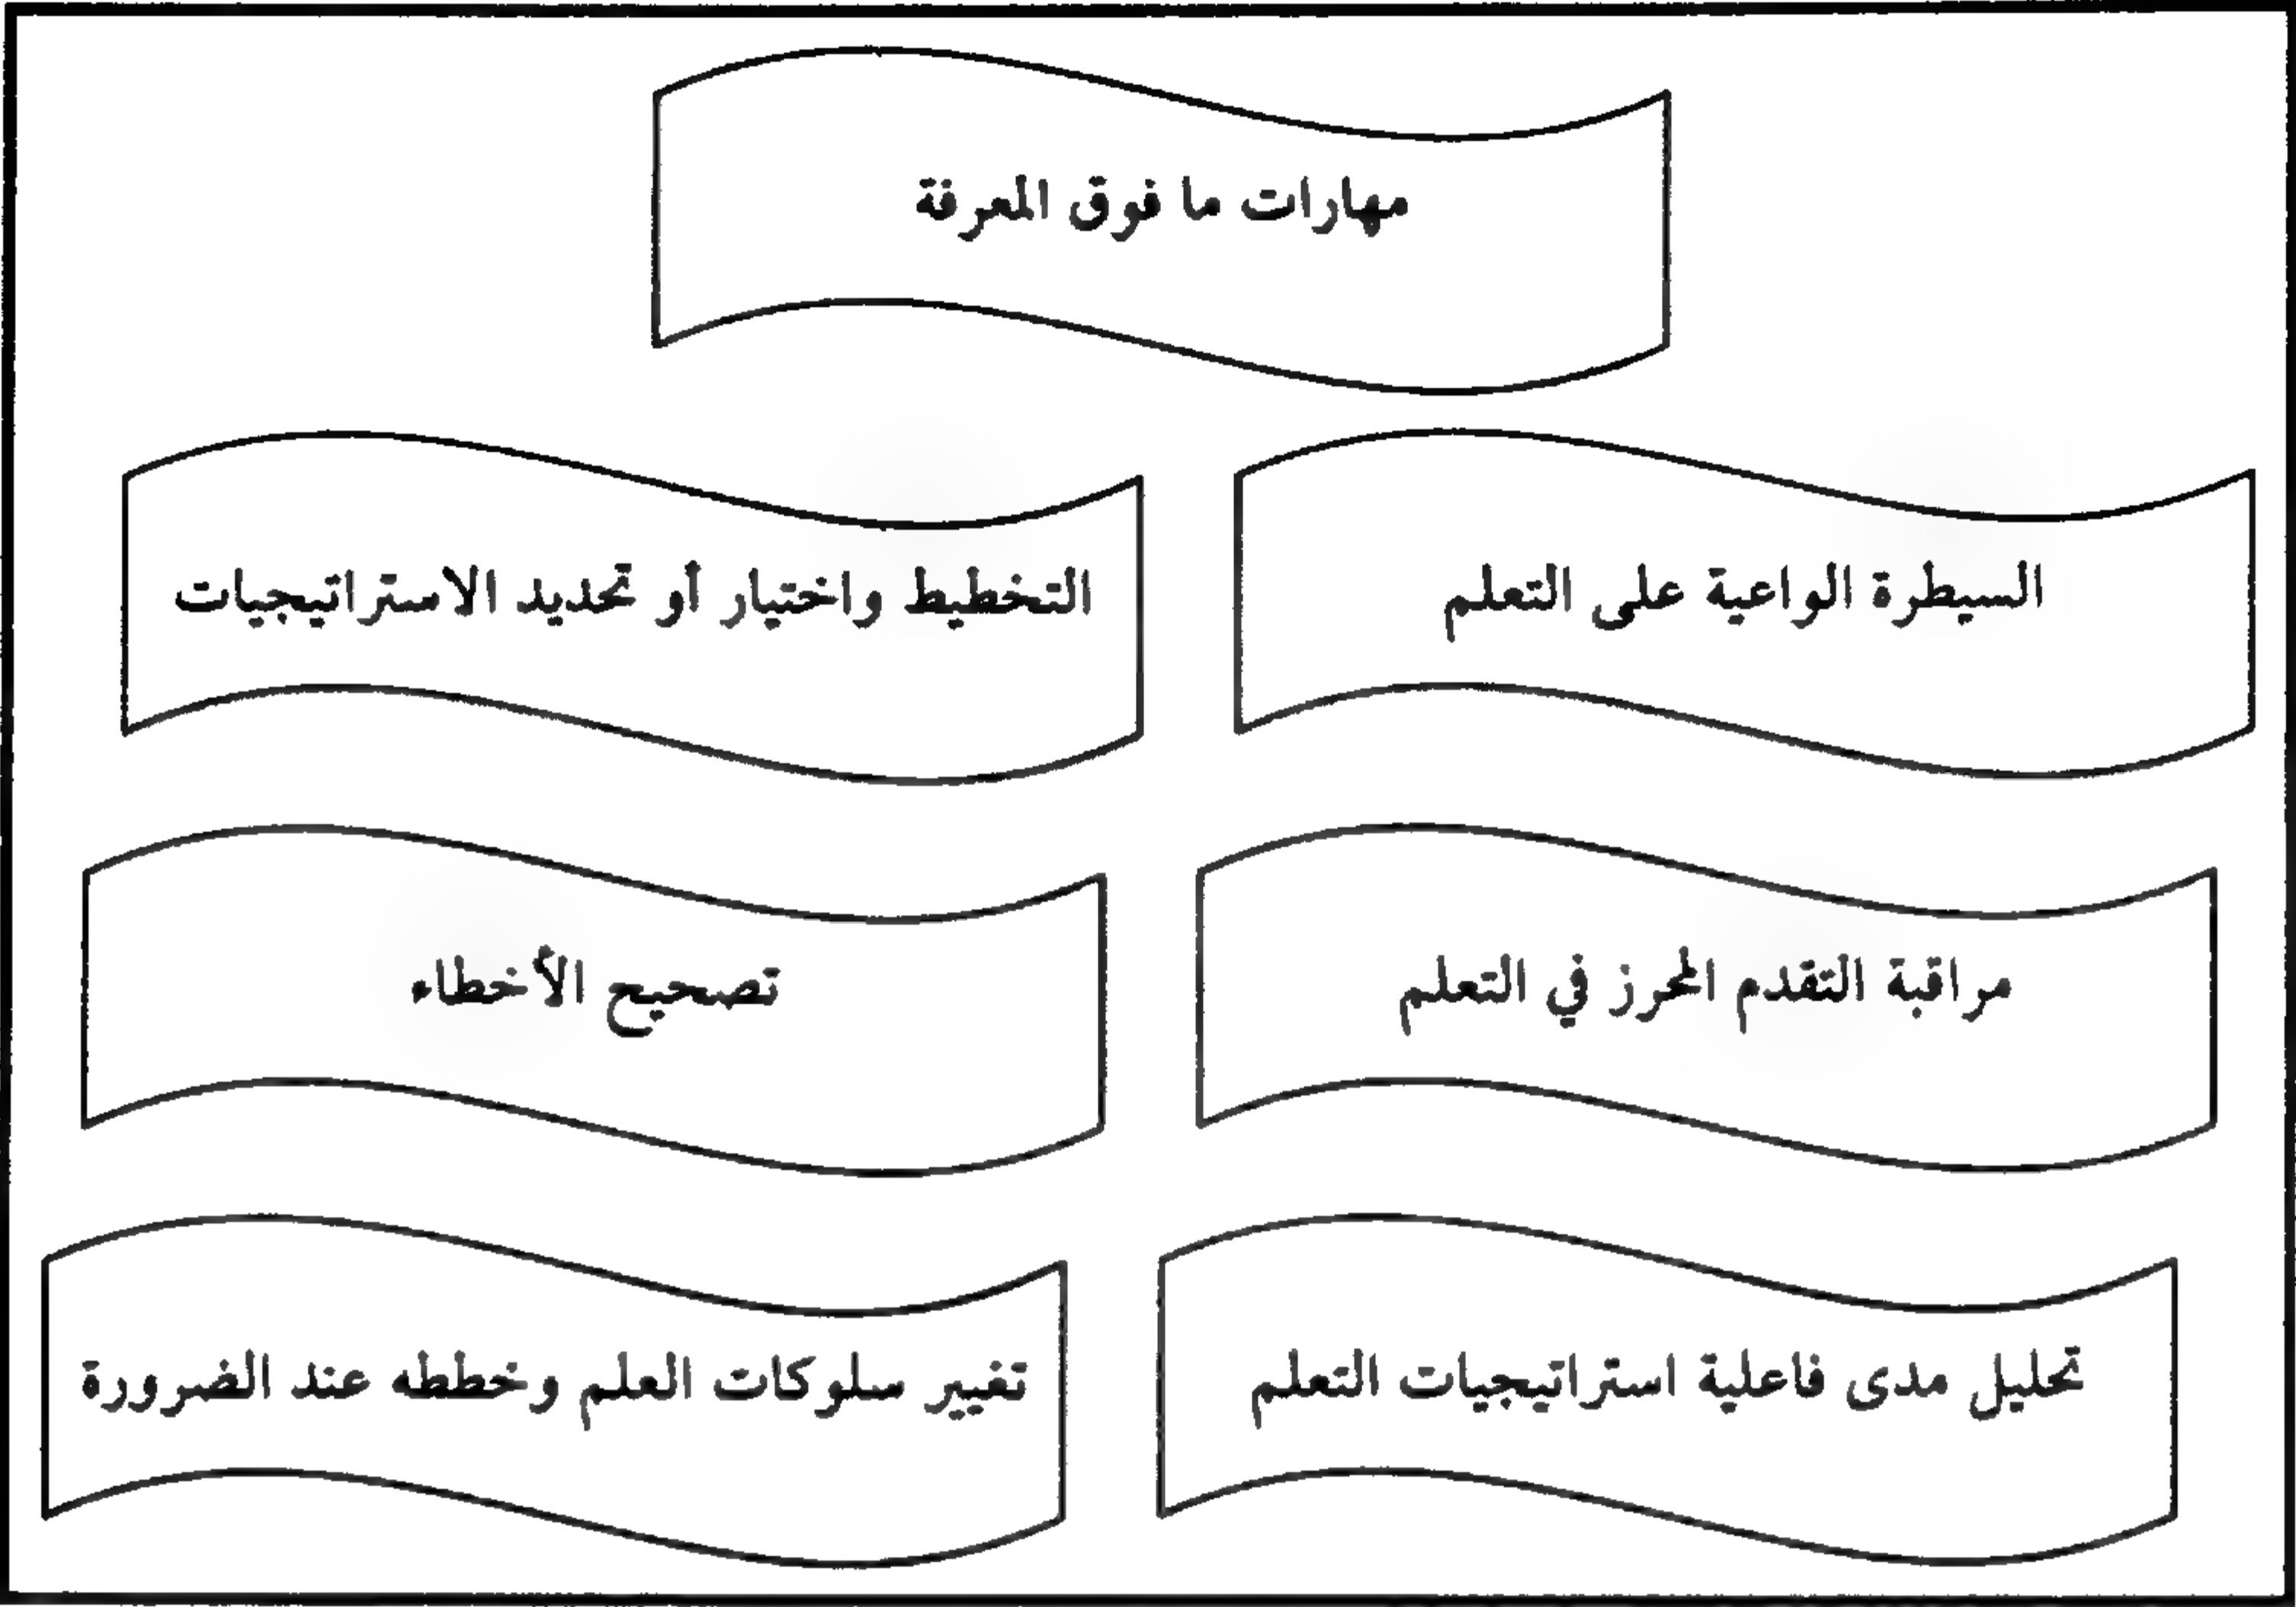 مهارات ما فوق المعرفة
السيطرة الواعية على التعلم
التخطيط واختيار أو تحديد الاستراتيجيات
مراقبة التقدم المحرز في التعلم
تصحيح الأخطاء
تحليل مدى فاعلية استراتيجيات التعلم
تغيير سلوكات العلم وخططه عند الضرورة